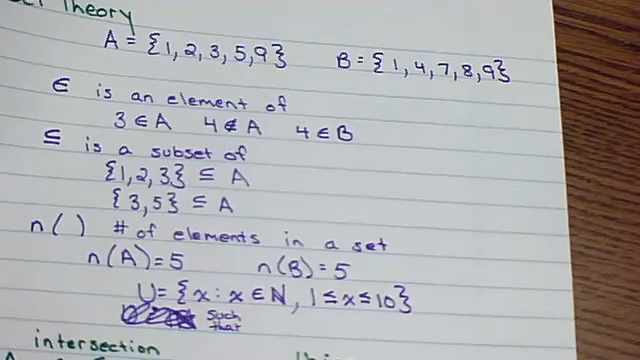 Theory
A = {1, 2, 3, 5, 9} B = {1, 4, 7, 8, 9}
∈ is an element of
3 ∈ A 4 ∉ A 4 ∈ B
⊆ is a subset of
{1, 2, 3} ⊆ A
{3, 5} ⊆ A
n( ) # of elements in a set
n(A) = 5 n(B) = 5
U = {x : x ∈ N, 1 ≤ x ≤ 10}
such
that
intersection